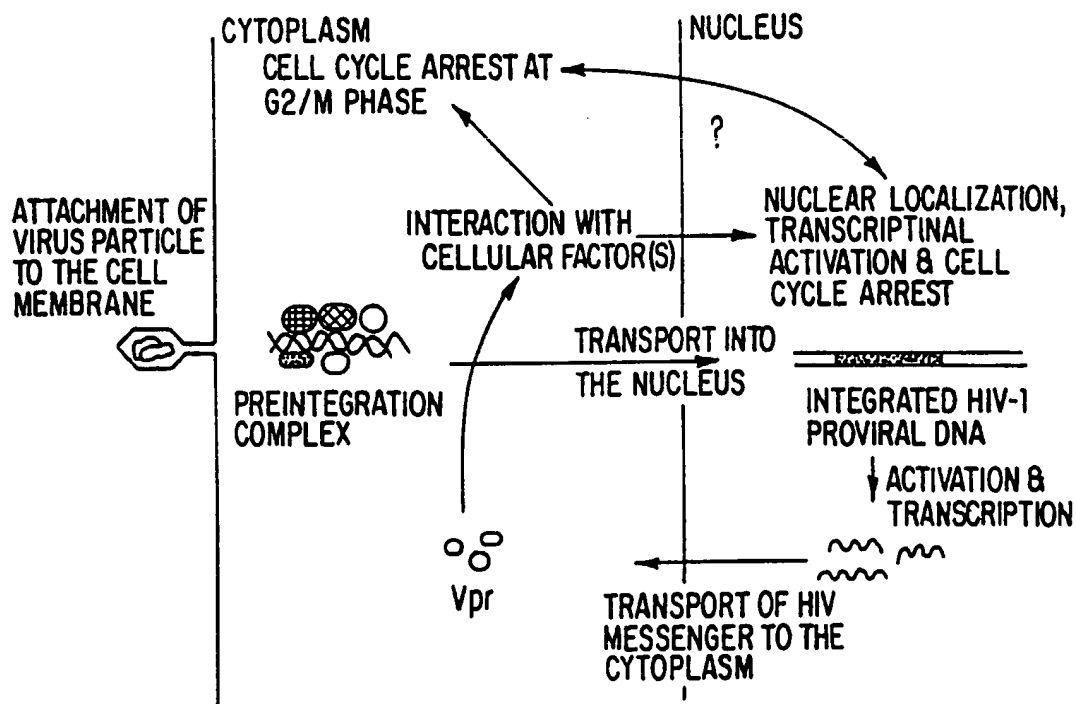 CYTOPLASM
CELL CYCLE ARREST AT
G2/M PHASE
NUCLEUS
?
ATTACHMENT OF
VIRUS PARTICLE
TO THE CELL
MEMBRANE
INTERACTION WITH
CELLULAR FACTOR(S)
NUCLEAR LOCALIZATION,
TRANSCRIPTINAL
ACTIVATION & CELL
CYCLE ARREST
PREINTEGRATION
COMPLEX
TRANSPORT INTO
THE NUCLEUS
INTEGRATED HIV-1
PROVIRAL DNA
ACTIVATION &
TRANSCRIPTION
Vpr
TRANSPORT OF HIV
MESSENGER TO THE
CYTOPLASM